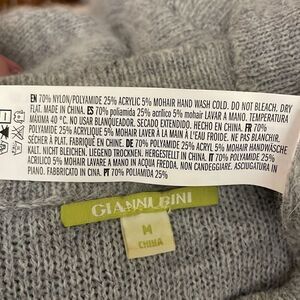 EN 70% NYLON/POLYAMIDE 25% ACRYLIC 5% MOHAIR HAND WASH COLD. DO NOT BLEACH. DRY
FLAT. MADE IN CHINA. ES 70% poliamida 25% acrílico 5% mohair LAVAR A MANO. TEMPERATURA
MÁXIMA 40 °C. NO USAR BLANQUEADOR. SECADO EXTENDIDO. HECHO EN CHINA. FR 70%
POLYAMIDE 25% ACRYLIQUE 5% MOHAIR LAVER À LA MAIN À L'EAU FROIDE. NE PAS BLANCHIR.
SÉCHER À PLAT. FABRIQUÉ EN CHINE. DE 70% POLYAMID 25% ACRYL 5% MOHAIR HANDWÄSCHE
KALT. NICHT BLEICHEN. LIEGEND TROCKNEN. HERGESTELLT IN CHINA. IT 70% POLIAMIDE 25%
ACRILICO 5% MOHAIR LAVARE A MANO IN ACQUA FREDDA. NON CANDEGGIARE. ASCIUGATURA IN
PIANO. FABBRICATO IN CINA. PT 70% POLIAMIDA 25%
GIANNI BINI
M
CHINA